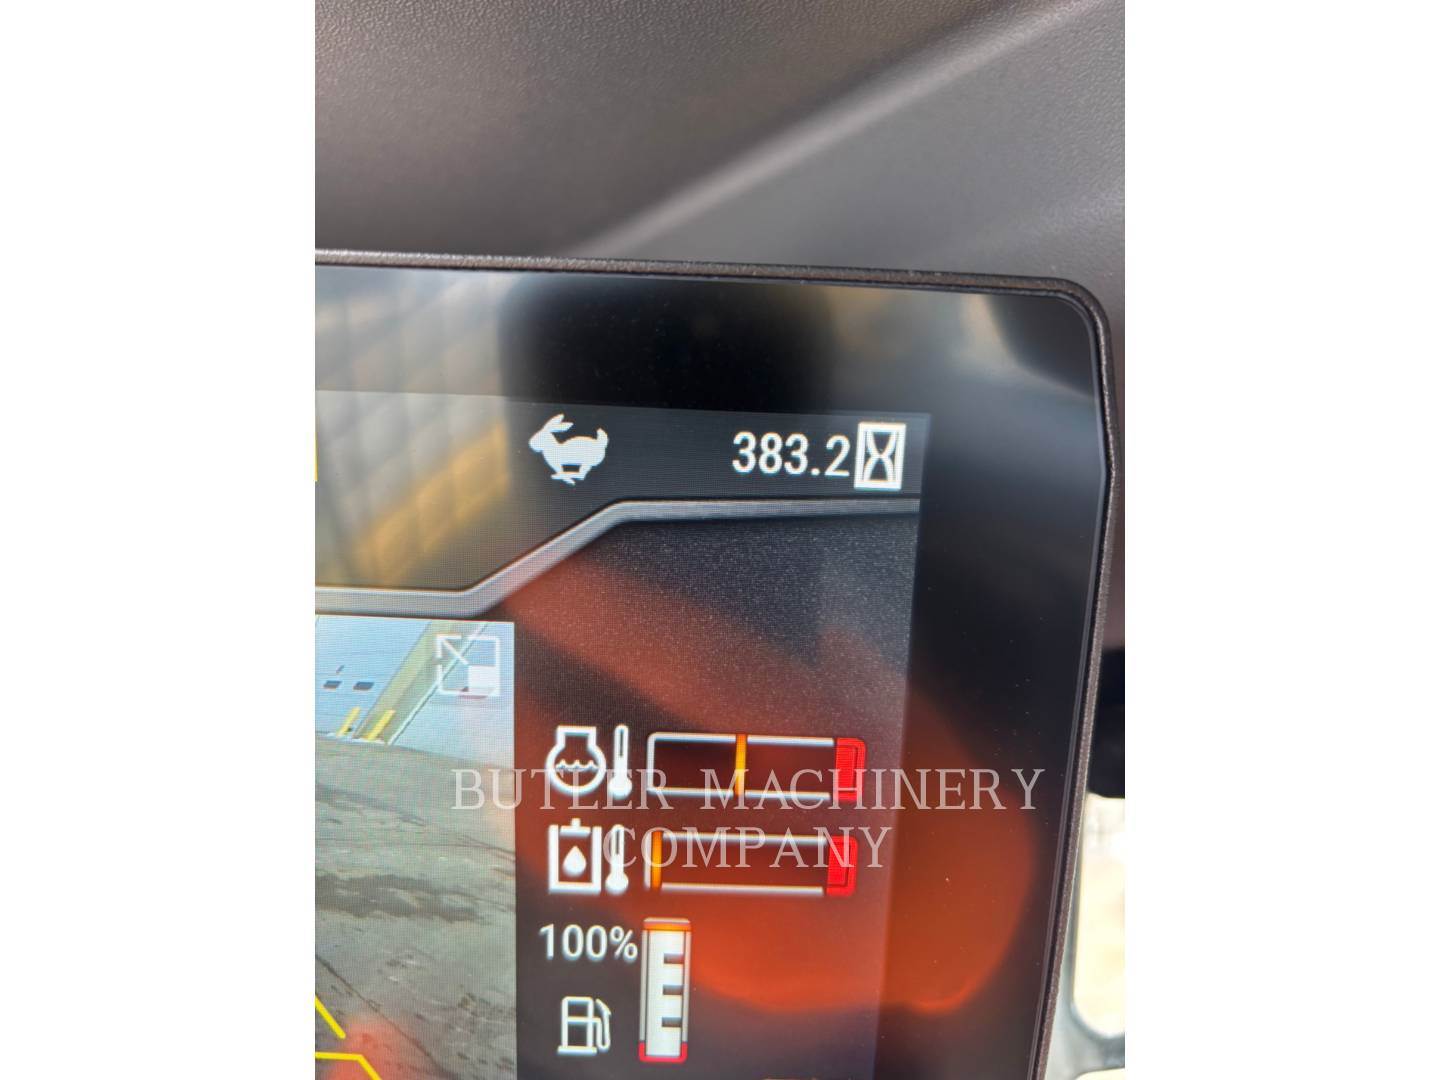 383.2
BUTLER MACHINERY
COMPANY
100%